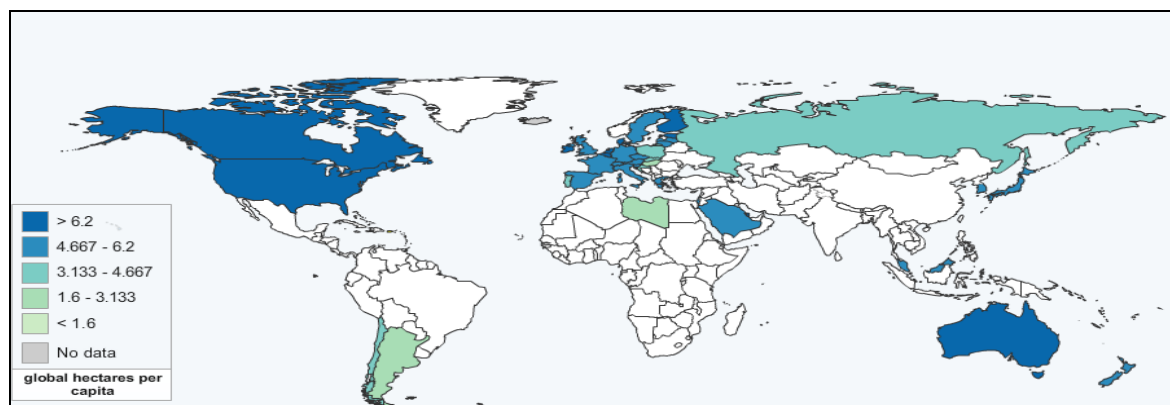 > 6.2
4.667 - 6.2
3.133 - 4.667
1.6 - 3.133
< 1.6
No data
global hectares per
capita